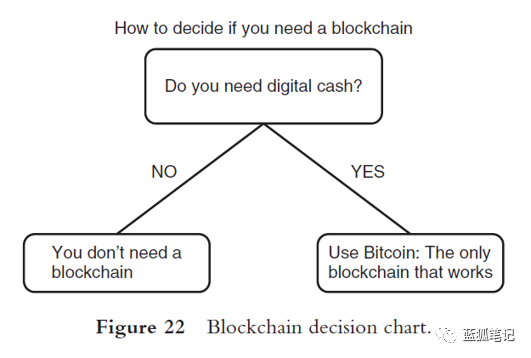 How to decide if you need a blockchain
Do you need digital cash?
NO
YES
You don't need a
blockchain
Use Bitcoin: The only
blockchain that works
Figure 22 Blockchain decision chart.
蓝狐笔记